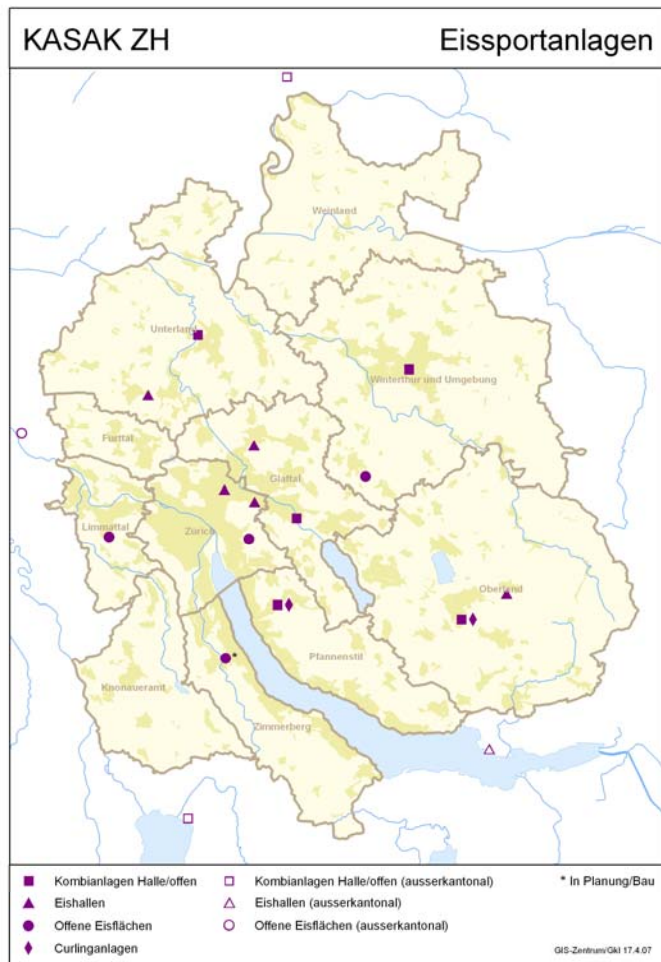 KASAK ZH Eissportanlagen
Weinland
Unterland
Winterthur und Umgebung
Furttal
Glattal
Limmattal
Zürich
Oberland
Pfannenstil
Knonaueramt
Zimmerberg
Kombianlagen Halle/offen Kombianlagen Halle/offen (ausserkantonal) * In Planung/Bau
Eishallen Eishallen (ausserkantonal)
Offene Eisflächen Offene Eisflächen (ausserkantonal)
Curlinganlagen GIS-Zentrum/Gkl 17.4.07